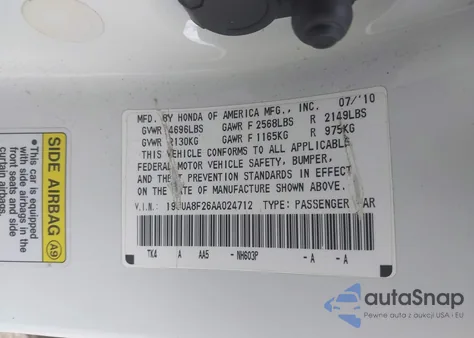 MFD. BY HONDA OF AMERICA MFG., INC. 07/'10
GVWR 4696LBS GAWR F 2568LBS R 2149LBS
GVWR 2130KG GAWR F 1165KG R 975KG
THIS VEHICLE CONFORMS TO ALL APPLICABLE
FEDERAL MOTOR VEHICLE SAFETY, BUMPER,
AND THEFT PREVENTION STANDARDS IN EFFECT
ON THE DATE OF MANUFACTURE SHOWN ABOVE.
V.I.N.: TYPE: PASSENGER CAR
TK4 A AA5 -NH603P -A -A
SIDE AIRBAG A9
•This car is equipped
with side airbags in the
front seats and side
curtain airbags.
autoSnap
Pewne auta z USA i EU